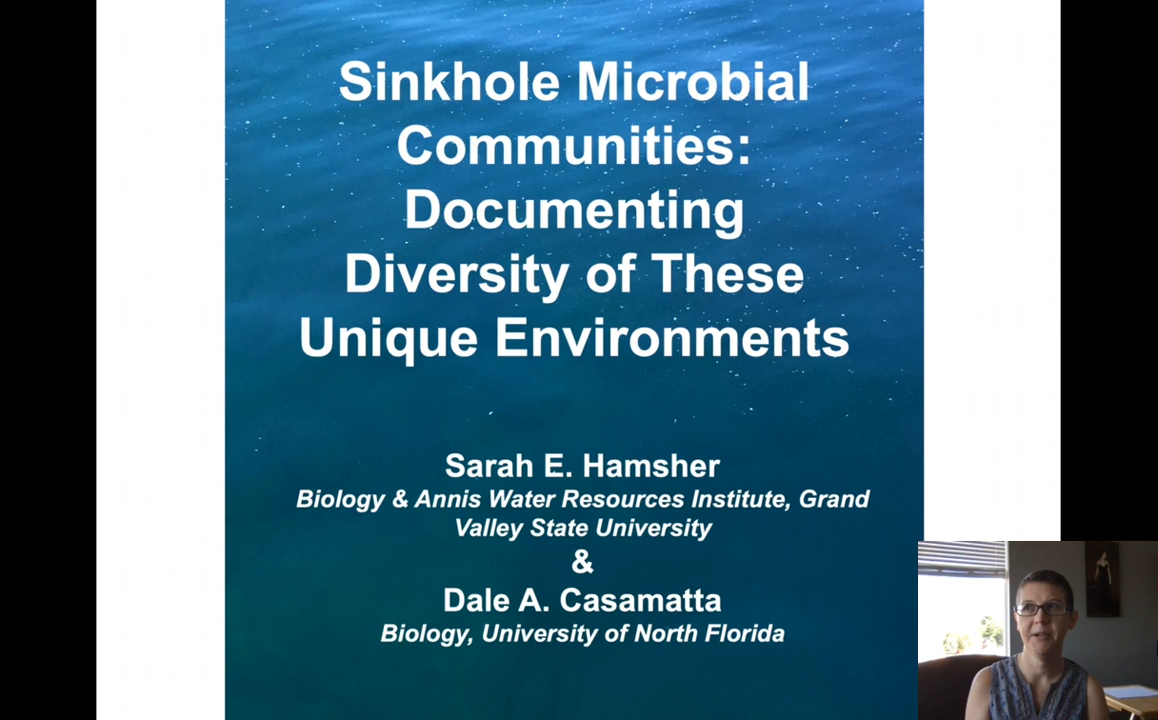 Sinkhole Microbial
Communities:
Documenting
Diversity of These
Unique Environments
Sarah E. Hamsher
Biology & Annis Water Resources Institute, Grand
Valley State University
&
Dale A. Casamatta
Biology, University of North Florida